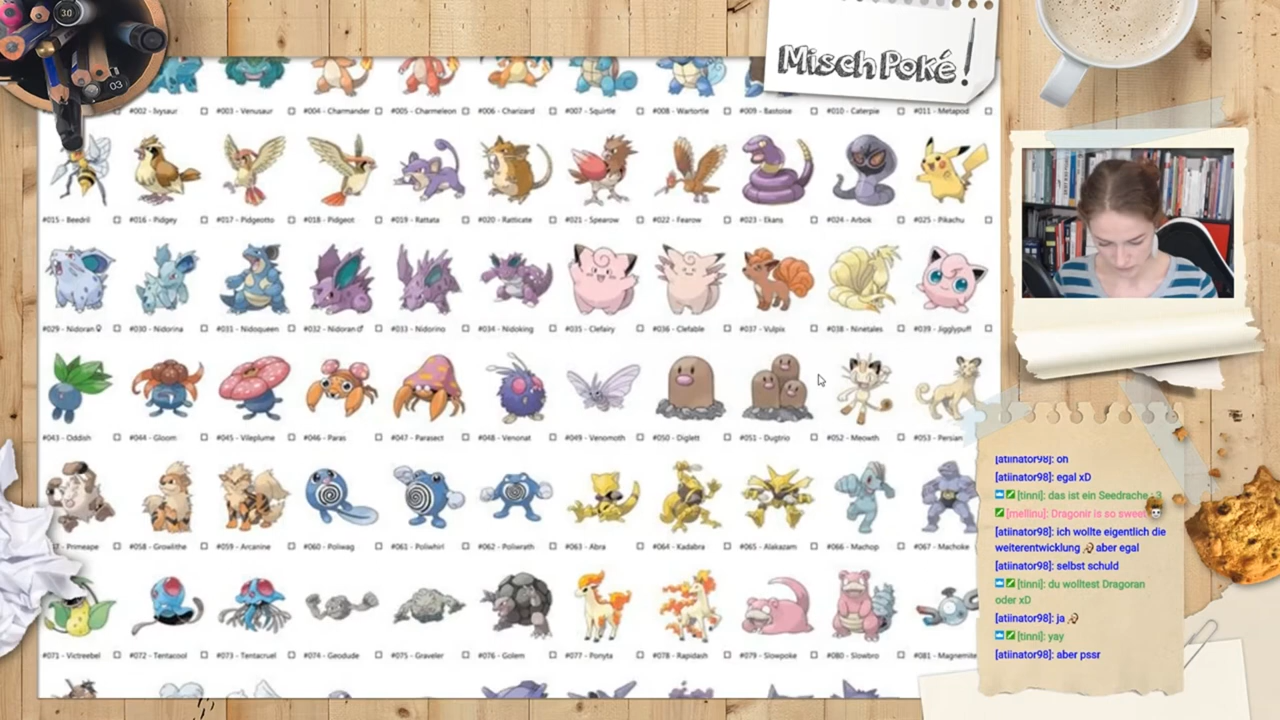 30
03
Misch Poké!
#002 - Ivysaur
#003 - Venusaur
#004 - Charmander
#005 - Charmeleon
#006 - Charizard
#007 - Squirtle
#008 - Wartortle
#009 - Bastoise
#010 - Caterpie
#011 - Metapod
#015 - Beedril
#016 - Pidgey
#017 - Pidgeotto
#018 - Pidgeot
#019 - Rattata
#020 - Ratticate
#021 - Spearow
#022 - Fearow
#023 - Ekans
#024 - Arbok
#025 - Pikachu
#029 - Nidoran♀
#030 - Nidorina
#031 - Nidoqueen
#032 - Nidoran♂
#033 - Nidorino
#034 - Nidoking
#035 - Clefairy
#036 - Clefable
#037 - Vulpix
#038 - Ninetales
#039 - Jigglypuff
#043 - Oddish
#044 - Gloom
#045 - Vileplume
#046 - Paras
#047 - Parasect
#048 - Venonat
#049 - Venomoth
#050 - Diglett
#051 - Dugtrio
#052 - Meowth
#053 - Persian
7 - Primeape
#058 - Growlithe
#059 - Arcanine
#060 - Poliwag
#061 - Poliwhirl
#062 - Poliwrath
#063 - Abra
#064 - Kadabra
#065 - Alakazam
#066 - Machop
#067 - Machoke
#071 - Victreebel
#072 - Tentacool
#073 - Tentacruel
#074 - Geodude
#075 - Graveler
#076 - Golem
#077 - Ponyta
#078 - Rapidash
#079 - Slowpoke
#080 - Slowbro
#081 - Magnemite
[atiinator98]: oh
[atiinator98]: egal xD
[tinni]: das ist ein Seedrache :3
[mellinu]: Dragonir is so sweet
[atiinator98]: ich wollte eigentlich die
weiterentwicklung aber egal
[atiinator98]: selbst schuld
[tinni]: du wolltest Dragoran
oder xD
[atiinator98]: ja
[tinni]: yay
[atiinator98]: aber pssr